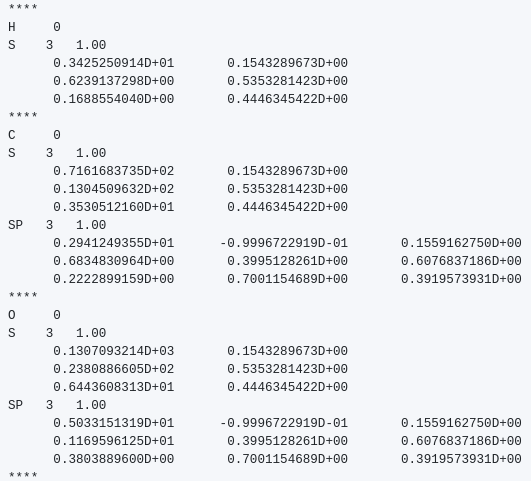 ****
H     0
S    3   1.00
      0.3425250914D+01       0.1543289673D+00
      0.6239137298D+00       0.5353281423D+00
      0.1688554040D+00       0.4446345422D+00
****
C     0
S    3   1.00
      0.7161683735D+02       0.1543289673D+00
      0.1304509632D+02       0.5353281423D+00
      0.3530512160D+01       0.4446345422D+00
SP   3   1.00
      0.2941249355D+01      -0.9996722919D-01       0.1559162750D+00
      0.6834830964D+00       0.3995128261D+00       0.6076837186D+00
      0.2222899159D+00       0.7001154689D+00       0.3919573931D+00
****
O     0
S    3   1.00
      0.1307093214D+03       0.1543289673D+00
      0.2380886605D+02       0.5353281423D+00
      0.6443608313D+01       0.4446345422D+00
SP   3   1.00
      0.5033151319D+01      -0.9996722919D-01       0.1559162750D+00
      0.1169596125D+01       0.3995128261D+00       0.6076837186D+00
      0.3803889600D+00       0.7001154689D+00       0.3919573931D+00
****